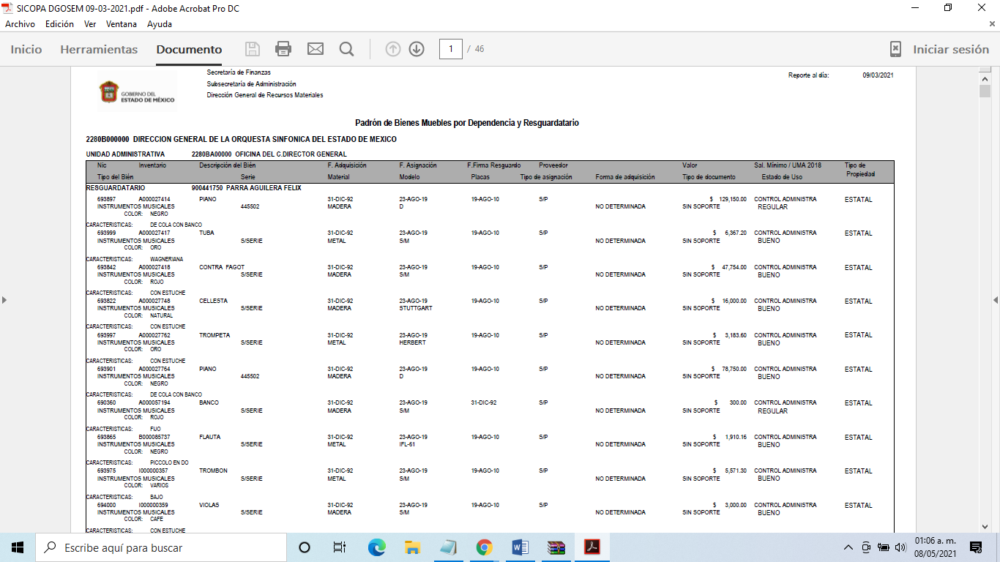 SICOPA DGOSEM 09-03-2021.pdf - Adobe Acrobat Pro DC
Archivo Edición Ver Ventana Ayuda
Inicio Herramientas Documento 1 / 46 Iniciar sesión
Secretaría de Finanzas Reporte al día: 09/03/2021
Subsecretaría de Administración
Dirección General de Recursos Materiales
GOBIERNO DEL
ESTADO DE MÉXICO
Padrón de Bienes Muebles por Dependencia y Resguardatario
2280B000000 DIRECCION GENERAL DE LA ORQUESTA SINFONICA DEL ESTADO DE MEXICO
UNIDAD ADMINISTRATIVA 2280BA00000 OFICINA DEL C.DIRECTOR GENERAL
Nic Inventario Descripción del Bién F. Adquisición F. Asignación F.Firma Resguardo Proveedor Valor Sal. Mínimo / UMA 2018 Tipo de Propiedad
Tipo del Bién Serie Material Modelo Placas Tipo de asignación Forma de adquisición Tipo de documento Estado de Uso
RESGUARDATARIO 900441750 PARRA AGUILERA FELIX
693897 A000027414 PIANO 31-DIC-92 23-AGO-19 19-AGO-10 S/P $ 129,150.00 CONTROL ADMINISTRA ESTATAL
INSTRUMENTOS MUSICALES 445502 MADERA D NO DETERMINADA SIN SOPORTE REGULAR
COLOR: NEGRO
CARACTERISTICAS: DE COLA CON BANCO
693999 A000027417 TUBA 31-DIC-92 23-AGO-19 19-AGO-10 S/P $ 6,367.20 CONTROL ADMINISTRA ESTATAL
INSTRUMENTOS MUSICALES S/SERIE METAL S/M NO DETERMINADA SIN SOPORTE BUENO
COLOR: ORO
CARACTERISTICAS: WAGNERIANA
693842 A000027418 CONTRA FAGOT 31-DIC-92 23-AGO-19 19-AGO-10 S/P $ 47,754.00 CONTROL ADMINISTRA ESTATAL
INSTRUMENTOS MUSICALES S/SERIE MADERA S/M NO DETERMINADA SIN SOPORTE BUENO
COLOR: ROJO
CARACTERISTICAS: CON ESTUCHE
693822 A000027748 CELLESTA 31-DIC-92 23-AGO-19 19-AGO-10 S/P $ 16,000.00 CONTROL ADMINISTRA ESTATAL
INSTRUMENTOS MUSICALES S/SERIE MADERA STUTTGART NO DETERMINADA SIN SOPORTE BUENO
COLOR: NATURAL
CARACTERISTICAS: CON ESTUCHE
693997 A000027762 TROMPETA 31-DIC-92 23-AGO-19 19-AGO-10 S/P $ 3,183.60 CONTROL ADMINISTRA ESTATAL
INSTRUMENTOS MUSICALES S/SERIE METAL HERBERT NO DETERMINADA SIN SOPORTE BUENO
COLOR: ORO
CARACTERISTICAS: CON ESTUCHE
693901 A000027764 PIANO 31-DIC-92 23-AGO-19 19-AGO-10 S/P $ 78,750.00 CONTROL ADMINISTRA ESTATAL
INSTRUMENTOS MUSICALES 445502 MADERA D NO DETERMINADA SIN SOPORTE BUENO
COLOR: NEGRO
CARACTERISTICAS: DE COLA CON BANCO
690360 A000057194 BANCO 31-DIC-92 23-AGO-19 31-DIC-92 S/P $ 300.00 CONTROL ADMINISTRA ESTATAL
INSTRUMENTOS MUSICALES S/SERIE MADERA S/M NO DETERMINADA SIN SOPORTE REGULAR
COLOR: ROJO
CARACTERISTICAS: FIJO
693865 B000085737 FLAUTA 31-DIC-92 23-AGO-19 19-AGO-10 S/P $ 1,910.16 CONTROL ADMINISTRA ESTATAL
INSTRUMENTOS MUSICALES S/SERIE METAL IFL-61 NO DETERMINADA SIN SOPORTE BUENO
COLOR: NEGRO
CARACTERISTICAS: PICCOLO EN DO
693975 I000000357 TROMBON 31-DIC-92 23-AGO-19 19-AGO-10 S/P $ 5,571.30 CONTROL ADMINISTRA ESTATAL
INSTRUMENTOS MUSICALES S/SERIE METAL S/M NO DETERMINADA SIN SOPORTE BUENO
COLOR: VARIOS
CARACTERISTICAS: BAJO
694000 I000000359 VIOLAS 31-DIC-92 23-AGO-19 19-AGO-10 S/P $ 3,000.00 CONTROL ADMINISTRA ESTATAL
INSTRUMENTOS MUSICALES S/SERIE MADERA S/M NO DETERMINADA SIN SOPORTE BUENO
COLOR: CAFE
CARACTERISTICAS: CON ESTUCHE
Escribe aquí para buscar
01:06 a. m.
08/05/2021